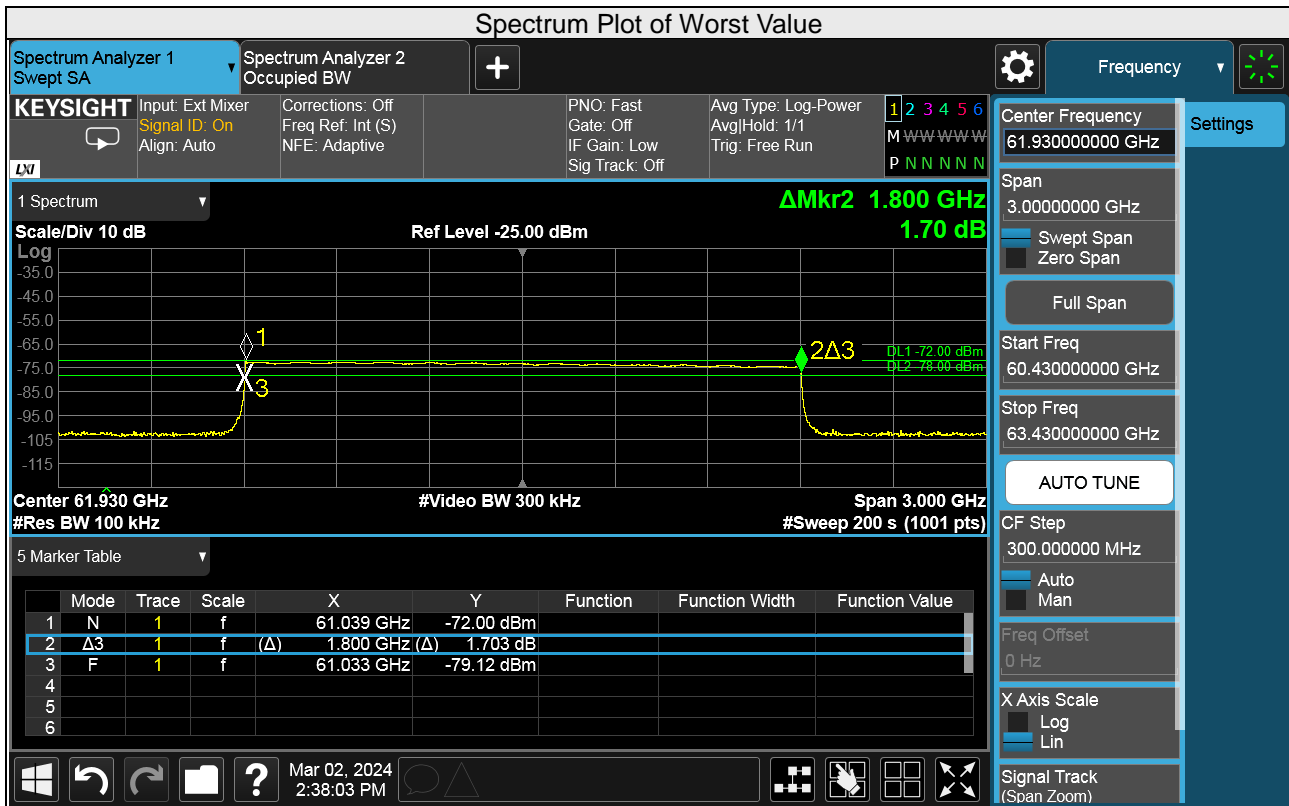 Spectrum Plot of Worst Value
Spectrum Analyzer 1
Swept SA
Spectrum Analyzer 2
Occupied BW
Frequency
KEYSIGHT
LXI
Input: Ext Mixer
Signal ID: On
Align: Auto
Corrections: Off
Freq Ref: Int (S)
NFE: Adaptive
PNO: Fast
Gate: Off
IF Gain: Low
Sig Track: Off
Avg Type: Log-Power
Avg|Hold: 1/1
Trig: Free Run
1 2 3 4 5 6
M W W W W W
P N N N N N
1 Spectrum
ΔMkr2 1.800 GHz
1.70 dB
Scale/Div 10 dB
Ref Level -25.00 dBm
Log
-35.0
-45.0
-55.0
-65.0
-75.0
-85.0
-95.0
-105
-115
1
3
2Δ3
DL1 -72.00 dBm
DL2 -78.00 dBm
Center 61.930 GHz
#Video BW 300 kHz
Span 3.000 GHz
#Res BW 100 kHz
#Sweep 200 s (1001 pts)
5 Marker Table
Mode Trace Scale X Y Function Function Width Function Value
1 N 1 f 61.039 GHz -72.00 dBm
2 Δ3 1 f (Δ) 1.800 GHz (Δ) 1.703 dB
3 F 1 f 61.033 GHz -79.12 dBm
4
5
6
?
Mar 02, 2024
2:38:03 PM
Center Frequency
61.930000000 GHz
Settings
Span
3.00000000 GHz
Swept Span
Zero Span
Full Span
Start Freq
60.430000000 GHz
Stop Freq
63.430000000 GHz
AUTO TUNE
CF Step
300.000000 MHz
Auto
Man
Freq Offset
0 Hz
X Axis Scale
Log
Lin
Signal Track
(Span Zoom)